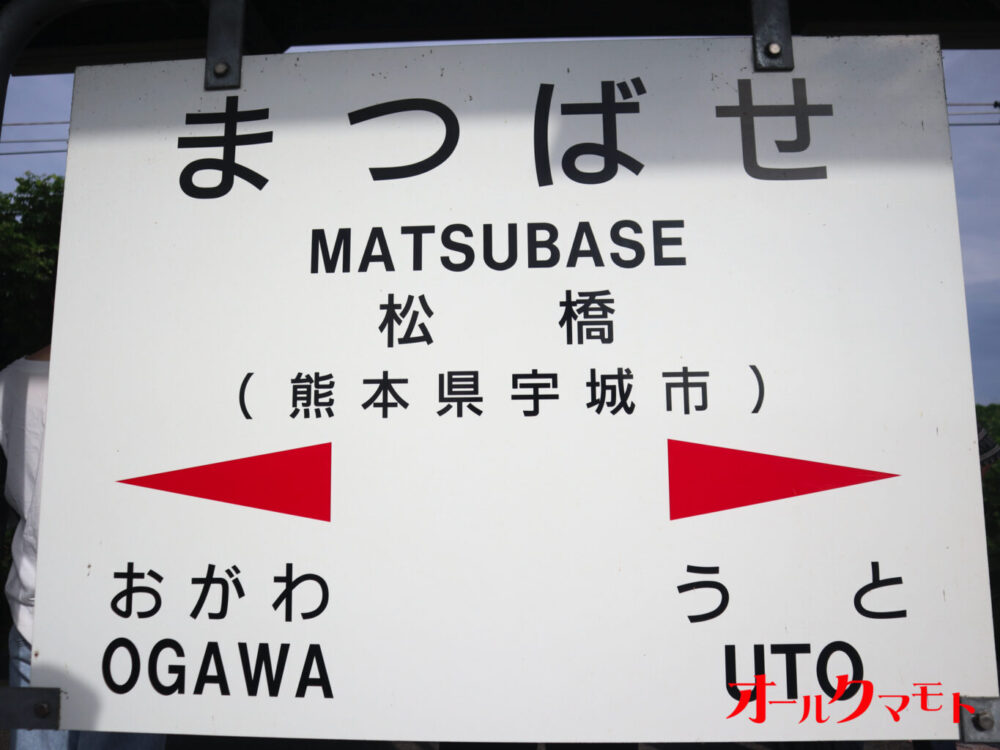 まつばせ
MATSUBASE
松橋
(熊本県宇城市)
おがわ うと
OGAWA UTO
オールクマモト